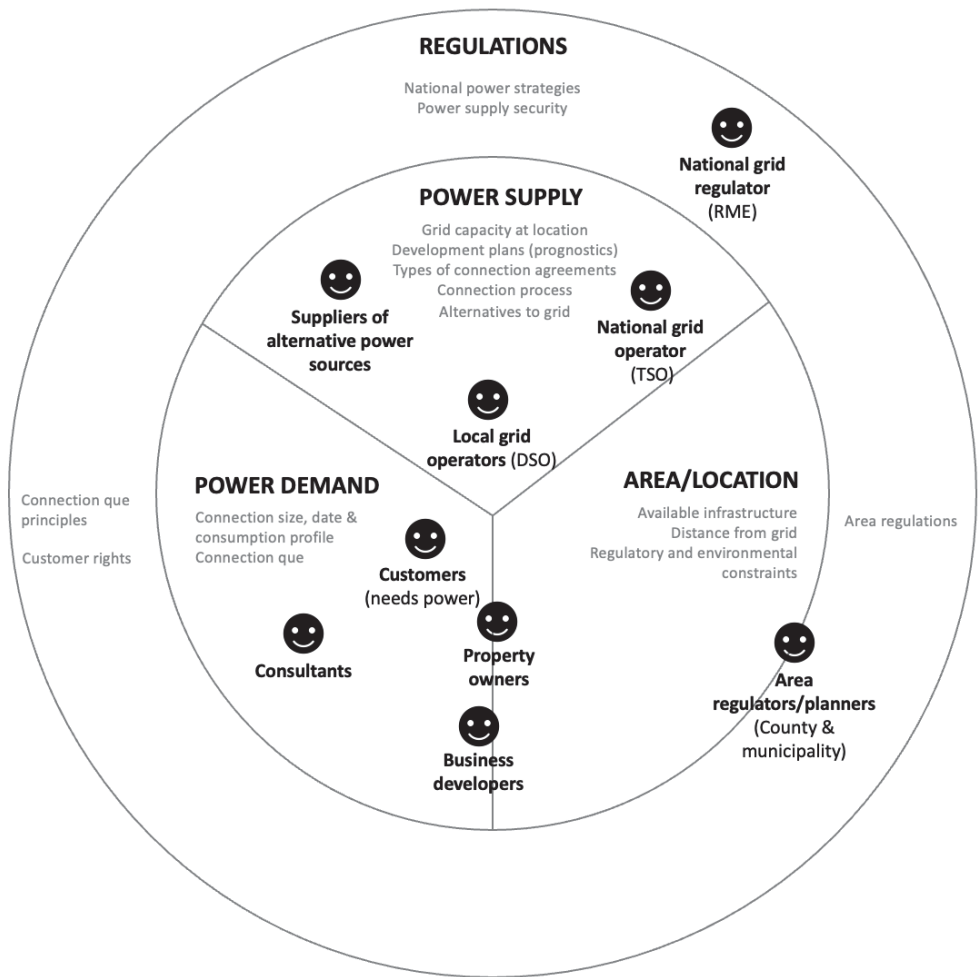 REGULATIONS
National power strategies
Power supply security
National grid
regulator
(RME)
POWER SUPPLY
Grid capacity at location
Development plans (prognostics)
Types of connection agreements
Connection process
Alternatives to grid
Suppliers of
alternative power
sources
National grid
operator
(TSO)
Local grid
operators (DSO)
POWER DEMAND
Connection size, date &
consumption profile
Connection que
Customers
(needs power)
Consultants
Property
owners
Business
developers
AREA/LOCATION
Available infrastructure
Distance from grid
Regulatory and environmental
constraints
Area
regulators/planners
(County &
municipality)
Connection que
principles
Customer rights
Area regulations